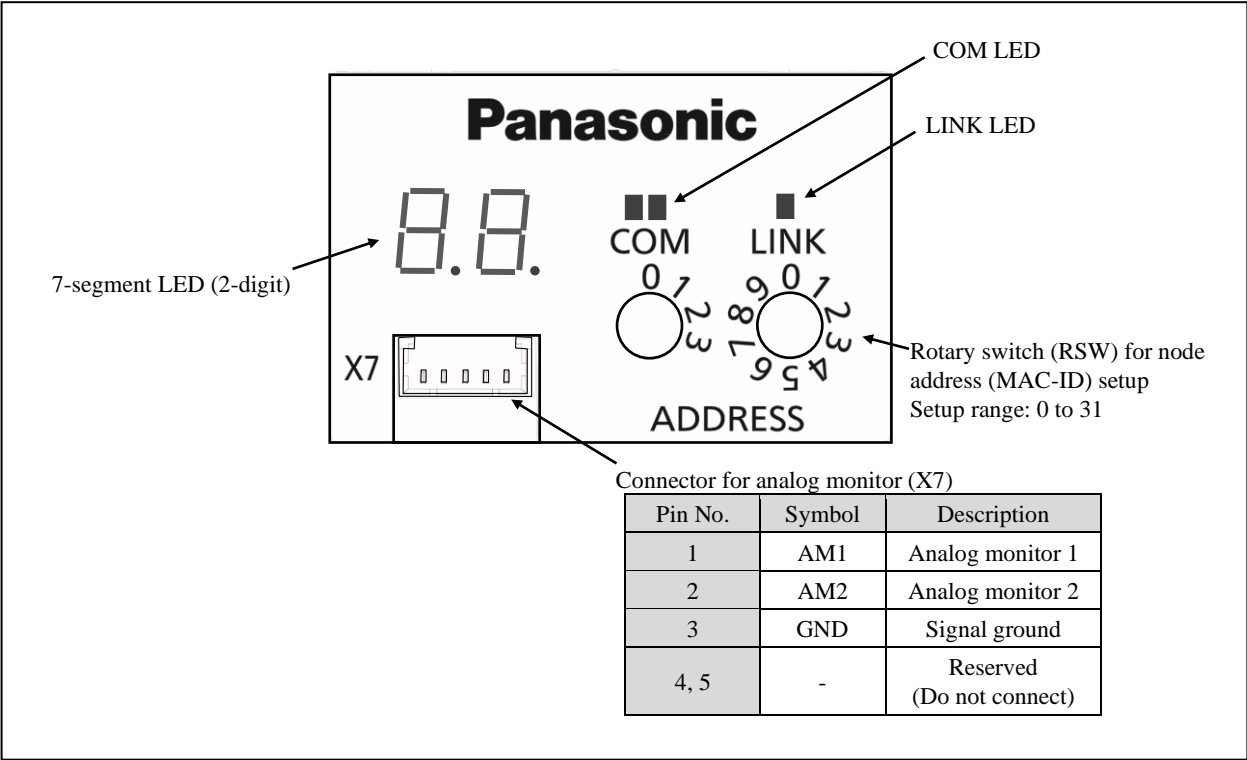 COM LED
Panasonic
LINK LED
8.8.
COM
LINK
0 1 2 3
0 1 2 3 4 5 6 7 8 9
7-segment LED (2-digit)
X7
Rotary switch (RSW) for node
address (MAC-ID) setup
Setup range: 0 to 31
ADDRESS
Connector for analog monitor (X7)
Pin No. Symbol Description
1 AM1 Analog monitor 1
2 AM2 Analog monitor 2
3 GND Signal ground
4, 5 - Reserved
(Do not connect)